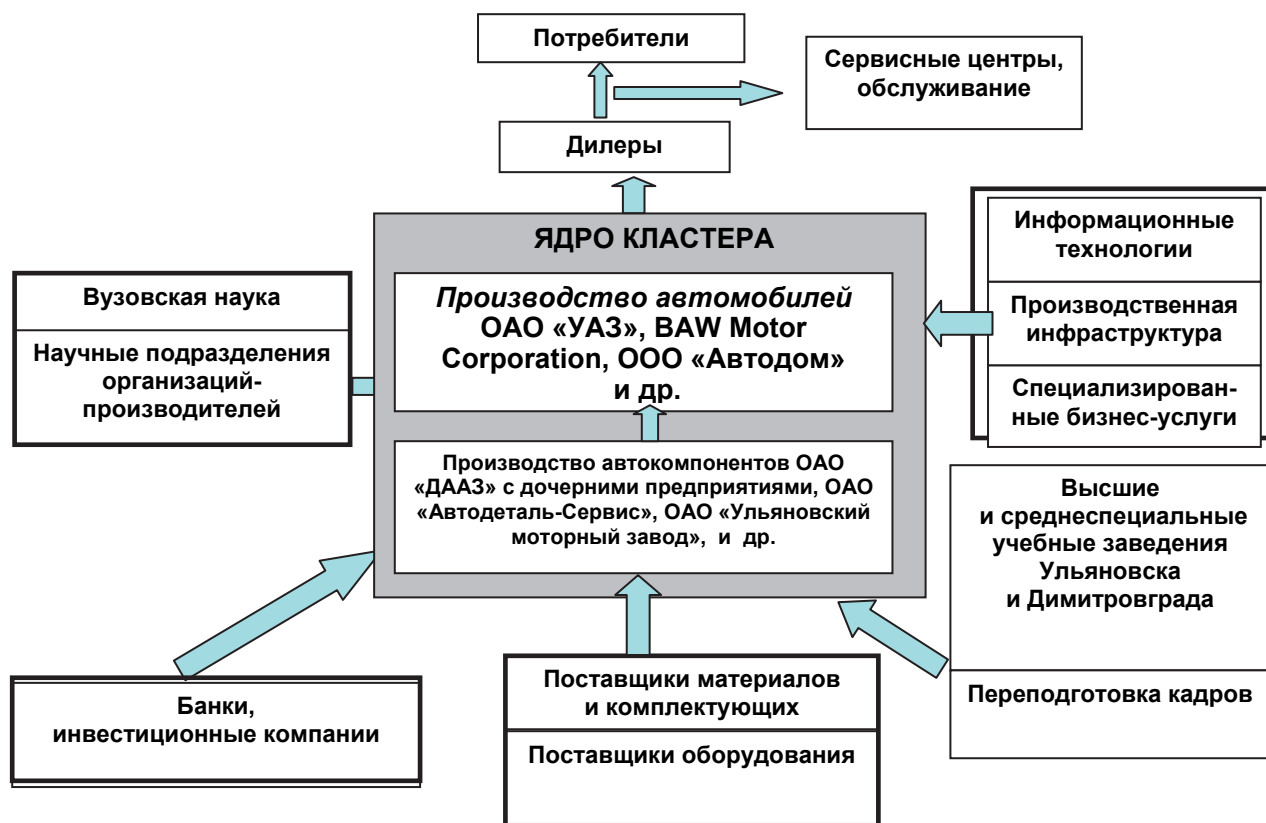 Потребители
Сервисные центры,
обслуживание
Дилеры
ЯДРО КЛАСТЕРА
Производство автомобилей
ОАО «УАЗ», BAW Motor
Corporation, ООО «Автодом»
и др.
Производство автокомпонентов ОАО
«ДААЗ» с дочерними предприятиями, ОАО
«Автодеталь-Сервис», ОАО «Ульяновский
моторный завод», и др.
Вузовская наука
Научные подразделения
организаций-
производителей
Информационные
технологии
Производственная
инфраструктура
Специализирован-
ные бизнес-услуги
Высшие
и среднеспециальные
учебные заведения
Ульяновска
и Димитровграда
Переподготовка кадров
Банки,
инвестиционные компании
Поставщики материалов
и комплектующих
Поставщики оборудования